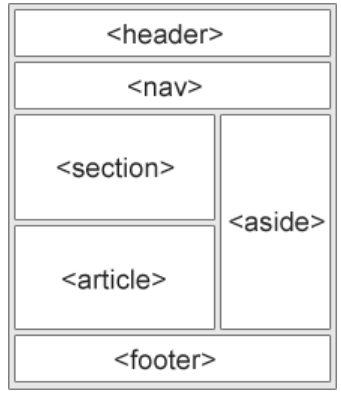 <header>
<nav>
<section>
<aside>
<article>
<footer>